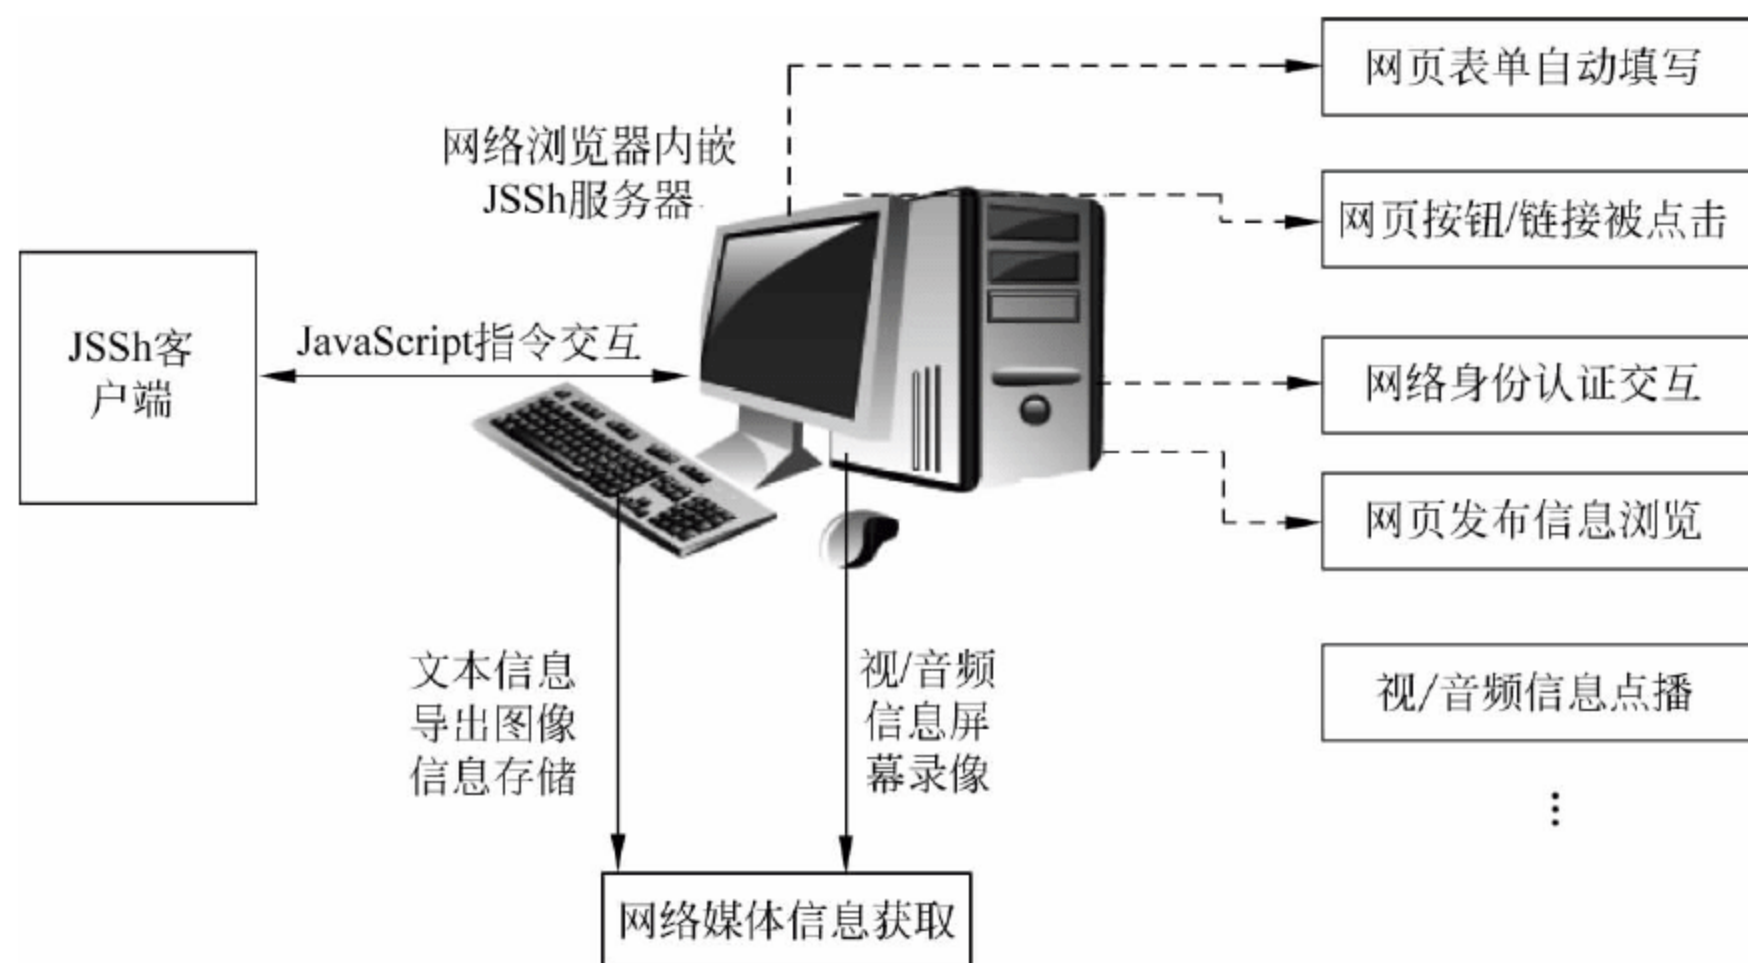 网页表单自动填写
网络浏览器内嵌
JSSh服务器
网页按钮/链接被点击
JSSh客
户端
JavaScript指令交互
网络身份认证交互
网页发布信息浏览
文本信息
导出图像
信息存储
视/音频
信息屏
幕录像
视/音频信息点播
⋮
网络媒体信息获取